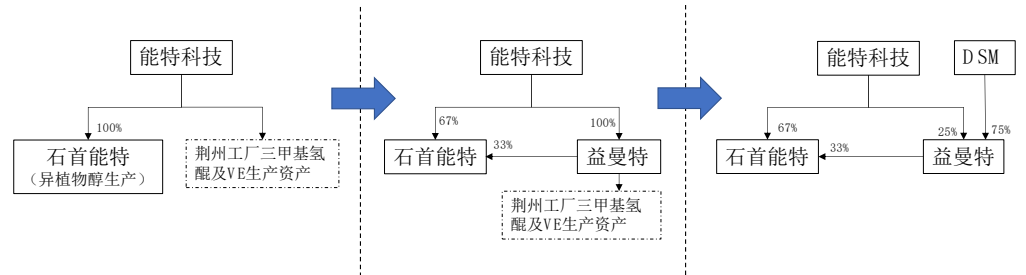 能特科技
100%
石首能特
（异植物醇生产）
荆州工厂三甲基氢
醌及VE生产资产
能特科技
67%
100%
石首能特
33%
益曼特
荆州工厂三甲基氢
醌及VE生产资产
能特科技
DSM
67%
25%
75%
石首能特
33%
益曼特